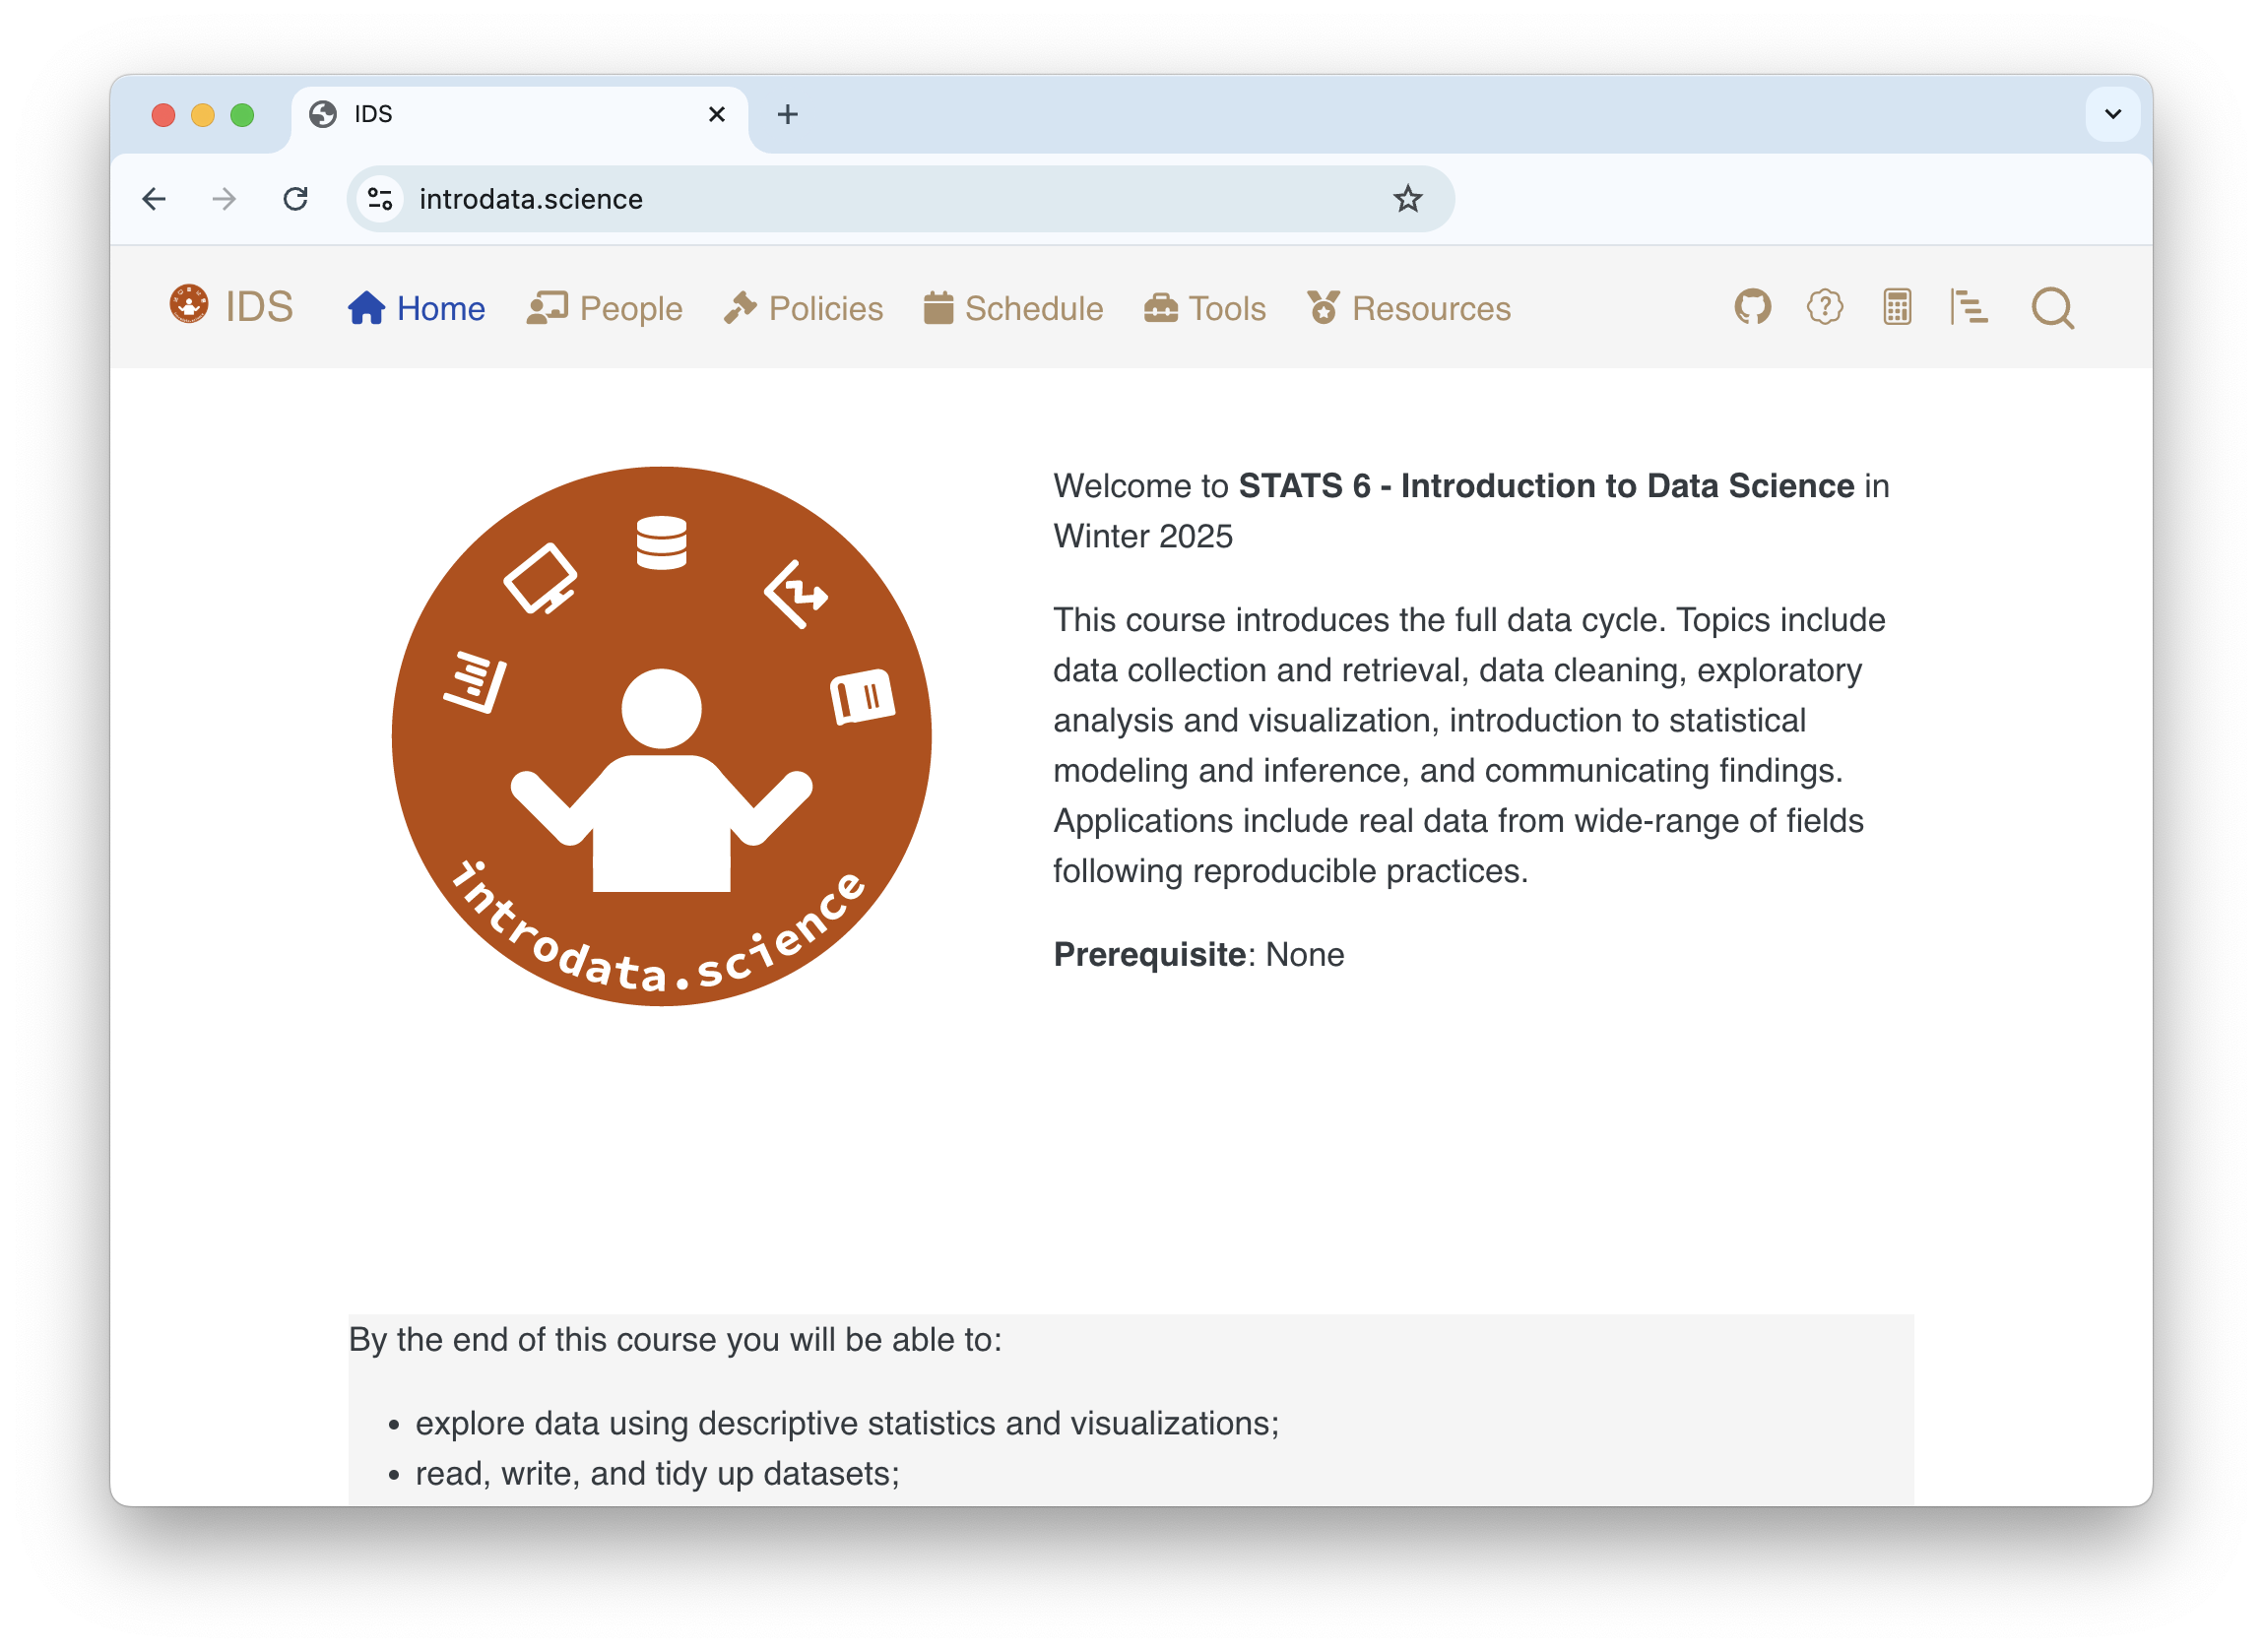 IDS
introdata.science
IDS Home People Policies Schedule Tools Resources
Welcome to STATS 6 - Introduction to Data Science in
Winter 2025
This course introduces the full data cycle. Topics include
data collection and retrieval, data cleaning, exploratory
analysis and visualization, introduction to statistical
modeling and inference, and communicating findings.
Applications include real data from wide-range of fields
following reproducible practices.
Prerequisite: None
introdata.science
By the end of this course you will be able to:
• explore data using descriptive statistics and visualizations;
• read, write, and tidy up datasets;